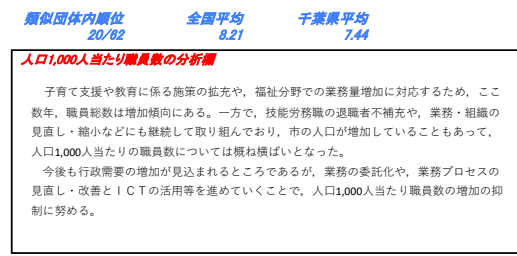 類似団体内順位 全国平均 千葉県平均
20/62 8.21 7.44
人口1,000人当たり職員数の分析欄
子育て支援や教育に係る施策の拡充や，福祉分野での業務量増加に対応するため，ここ
数年，職員総数は増加傾向にある。一方で，技能労務職の退職者不補充や，業務・組織の
見直し・縮小などにも継続して取り組んでおり，市の人口が増加していることもあって，
人口1,000人当たりの職員数については概ね横ばいとなった。
今後も行政需要の増加が見込まれるところであるが，業務の委託化や，業務プロセスの
見直し・改善とＩＣＴの活用等を進めていくことで，人口1,000人当たり職員数の増加の抑
制に努める。